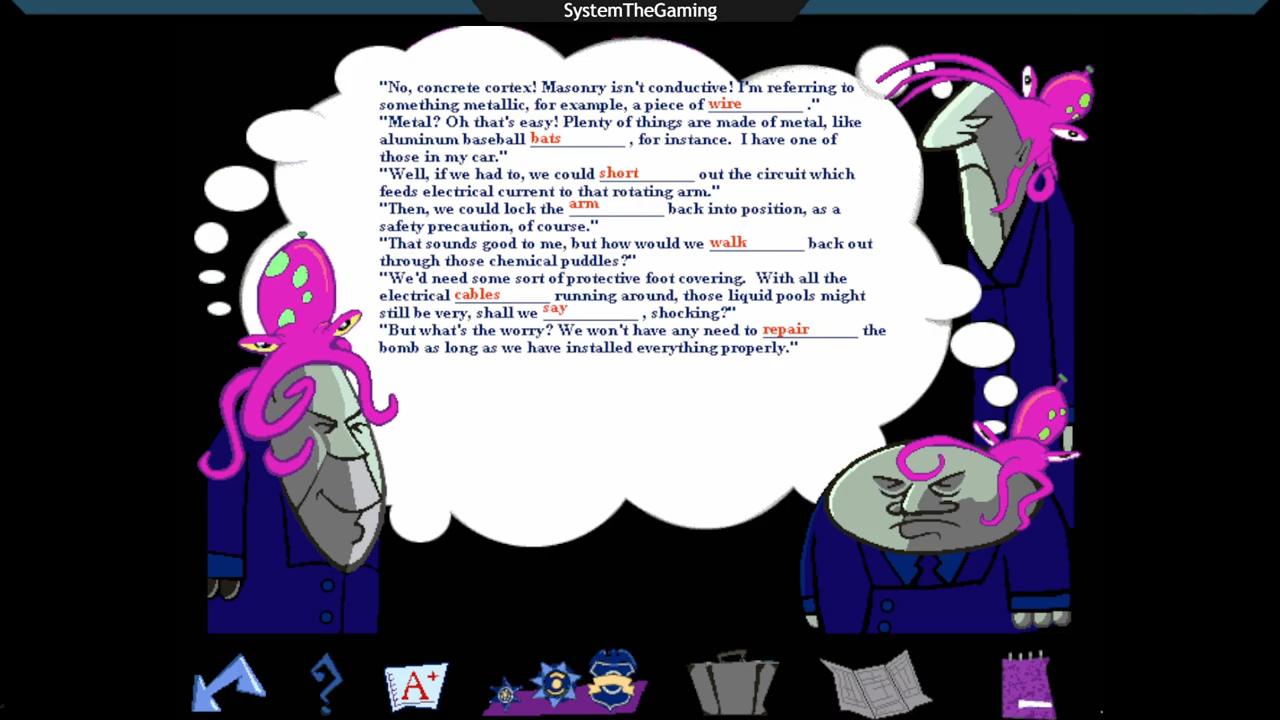 SystemTheGaming
"No, concrete cortex! Masonry isn't conductive! I'm referring to
something metallic, for example, a piece of wire ."
"Metal? Oh that's easy! Plenty of things are made of metal, like
aluminum baseball bats , for instance. I have one of
those in my car."
"Well, if we had to, we could short out the circuit which
feeds electrical current to that rotating arm."
"Then, we could lock the arm back into position, as a
safety precaution, of course."
"That sounds good to me, but how would we walk back out
through those chemical puddles?"
"We'd need some sort of protective foot covering. With all the
electrical cables running around, those liquid pools might
still be very, shall we say , shocking?"
"But what's the worry? We won't have any need to repair the
bomb as long as we have installed everything properly."
A+